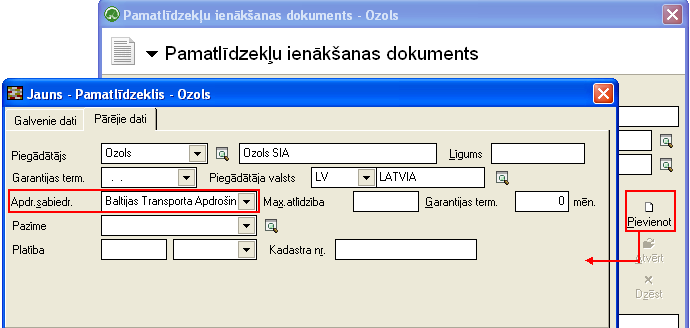 Pamatlīdzekļu ienākšanas dokuments - Ozols
Pamatlīdzekļu ienākšanas dokuments
Jauns - Pamatlīdzeklis - Ozols
Galvenie dati Pārējie dati
Piegādātājs Ozols Ozols SIA Līgums
Garantijas term. . . Piegādātāja valsts LV LATVIA
Apdr.sabiedr. Baltijas Transporta Apdrošin Max.atlīdzība Garantijas term. 0 mēn.
Pazīme
Platība Kadastra nr.
Pievienot
Atvērt
Dzēst